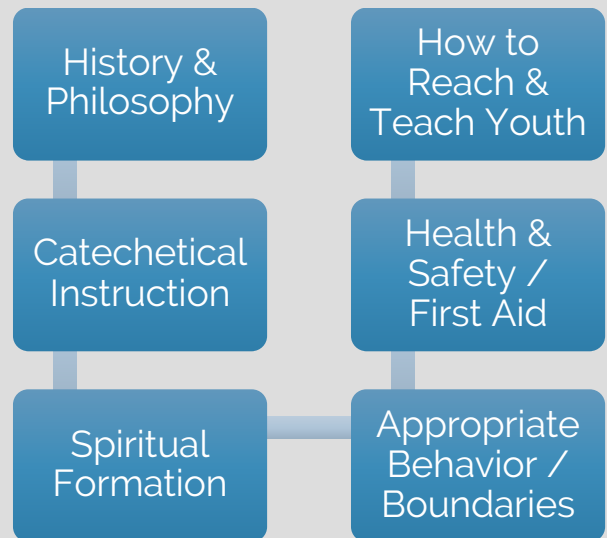 History &
Philosophy
Catechetical
Instruction
Spiritual
Formation
Appropriate
Behavior /
Boundaries
Health &
Safety /
First Aid
How to
Reach &
Teach Youth